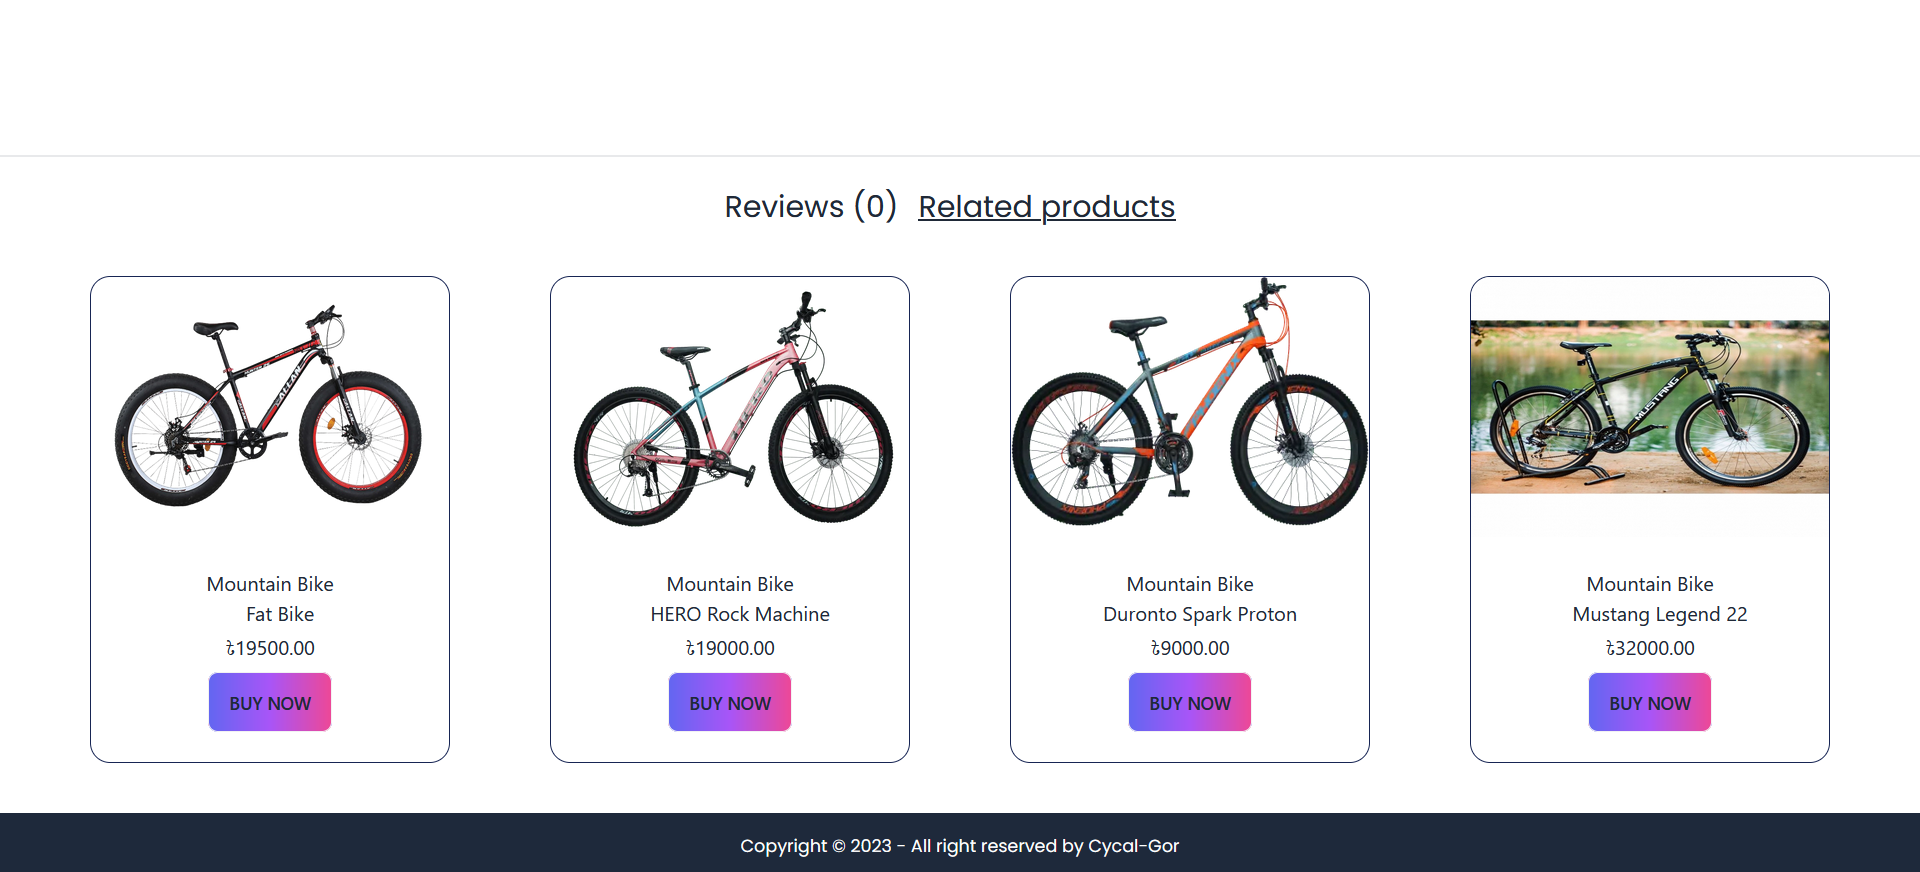 Reviews (0) Related products
CALLAN
MUSTANG
Mountain Bike
Fat Bike
৳19500.00
BUY NOW
Mountain Bike
HERO Rock Machine
৳19000.00
BUY NOW
Mountain Bike
Duronto Spark Proton
৳9000.00
BUY NOW
Mountain Bike
Mustang Legend 22
৳32000.00
BUY NOW
Copyright © 2023 - All right reserved by Cycal-Gor